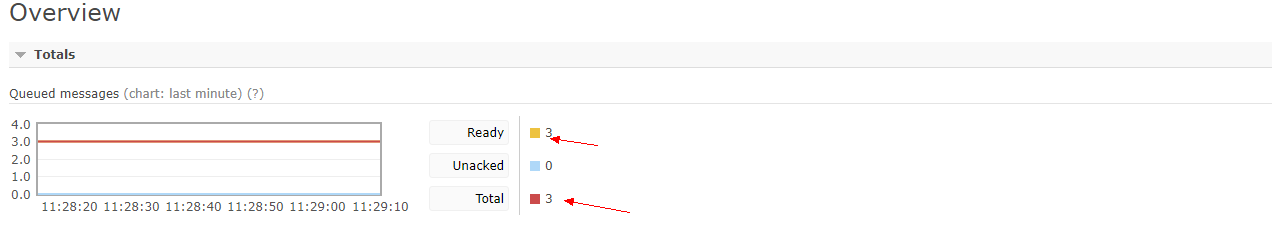 Overview
Totals
Queued messages (chart: last minute) (?)
4.0
3.0
2.0
1.0
0.0
11:28:20 11:28:30 11:28:40 11:28:50 11:29:00 11:29:10
Ready 3
Unacked 0
Total 3